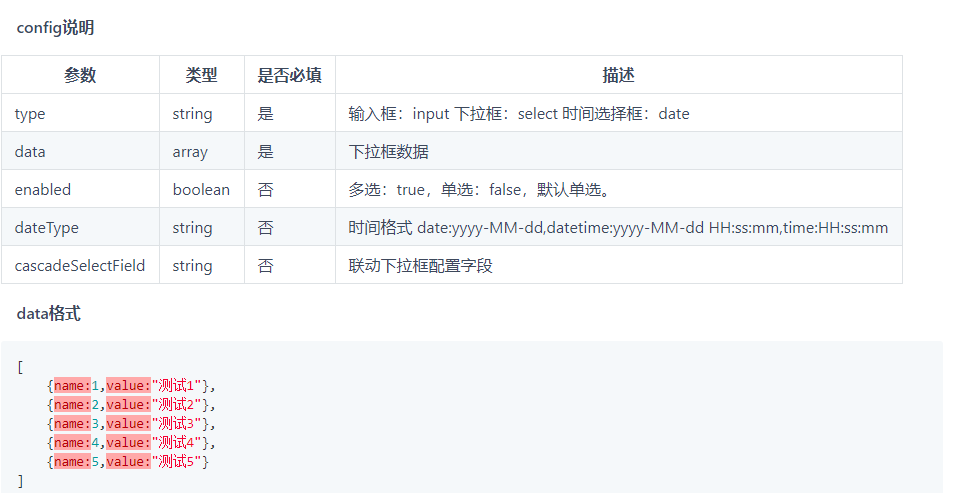 config说明
参数 类型 是否必填 描述
type string 是 输入框：input 下拉框：select 时间选择框：date
data array 是 下拉框数据
enabled boolean 否 多选：true，单选：false，默认单选。
dateType string 否 时间格式 date:yyyy-MM-dd,datetime:yyyy-MM-dd HH:ss:mm,time:HH:ss:mm
cascadeSelectField string 否 联动下拉框配置字段
data格式
[
{name:1,value:"测试1"},
{name:2,value:"测试2"},
{name:3,value:"测试3"},
{name:4,value:"测试4"},
{name:5,value:"测试5"}
]